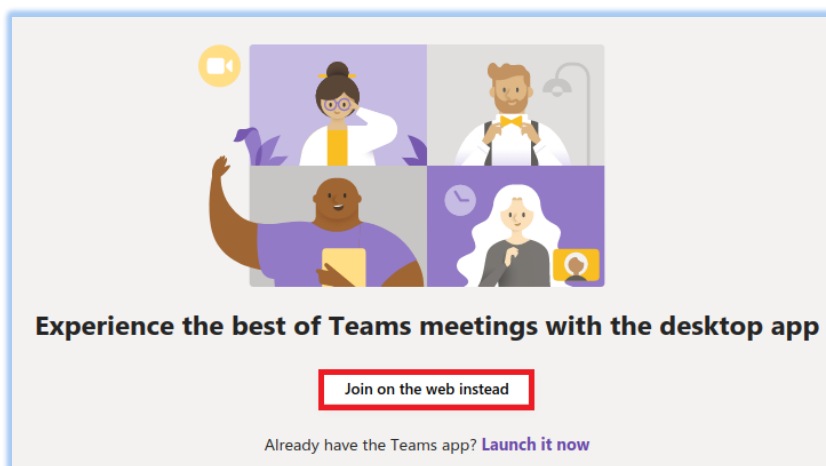 Experience the best of Teams meetings with the desktop app
Join on the web instead
Already have the Teams app? Launch it now